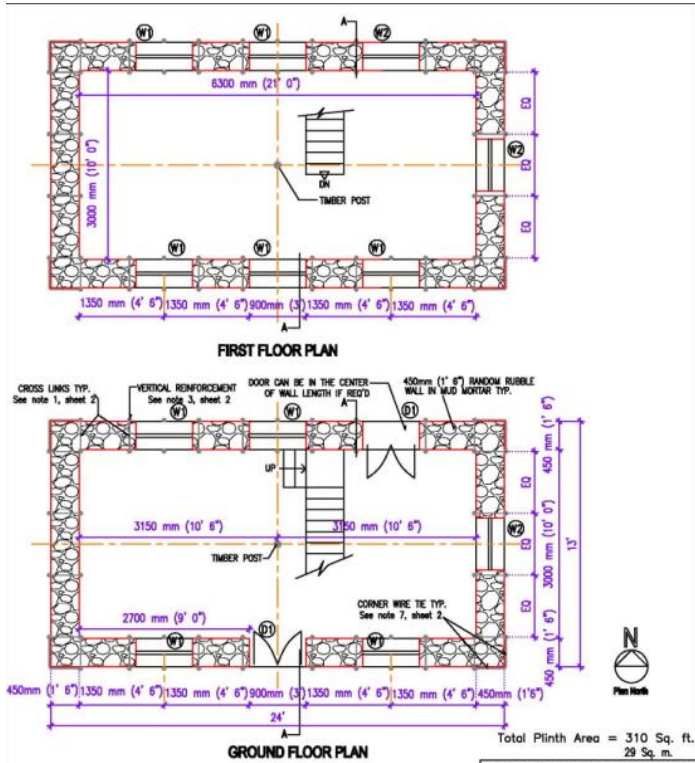 W1 W1 A W2
6300 mm (21' 0")
3000 mm (10' 0")
EQ
EQ
EQ
W2
DN
TIMBER POST
W1 W1 W1
1350 mm (4' 6") 1350 mm (4' 6") 900mm (3') 1350 mm (4' 6") 1350 mm (4' 6")
A
FIRST FLOOR PLAN
CROSS LINKS TYP.
See note 1, sheet 2
VERTICAL REINFORCEMENT
See note 3, sheet 2
DOOR CAN BE IN THE CENTER
OF WALL LENGTH IF REQ'D
450mm (1' 6") RANDOM RUBBLE
WALL IN MUD MORTAR TYP.
W1 W1 A D1
UP
450 mm (1' 6")
EQ
EQ
EQ
3000 mm (10' 0")
13'
450 mm (1' 6")
W2
3150 mm (10' 6") 3150 mm (10' 6")
TIMBER POST
CORNER WIRE TIE TYP.
See note 7, sheet 2
2700 mm (9' 0")
W1 D1 W1
450mm (1' 6") 1350 mm (4' 6") 1350 mm (4' 6") 900mm (3') 1350 mm (4' 6") 1350 mm (4' 6") 450mm (1'6")
24'
A
GROUND FLOOR PLAN
N
Plan North
Total Plinth Area = 310 Sq. ft.
29 Sq. m.